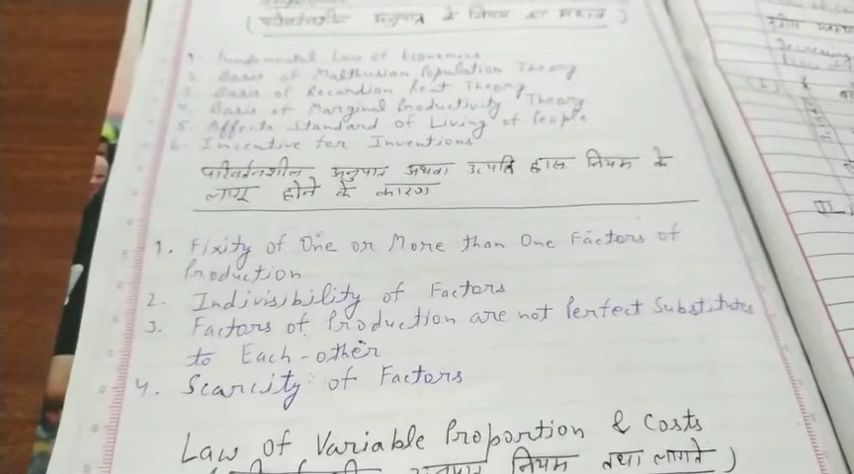 (परिवर्तनशील अनुपात के नियम का महत्व)
1. Fundamental Law of Economics
2. Basis of Malthusian Population Theory
3. Basis of Recardian Rent Theory
4. Basis of Marginal Productivity Theory
5. Affects Standard of Living of People
6. Incentive for Inventions
परिवर्तनशील अनुपात अथवा उत्पत्ति ह्रास नियम के
लागू होने के कारण
1. Fixity of One or More than One Factors of
Production
2. Indivisibility of Factors
3. Factors of Production are not Perfect Substitutes
to Each-other
4. Scarcity of Factors
Law of Variable Proportion & Costs
अनुपात नियम तथा लागतें)